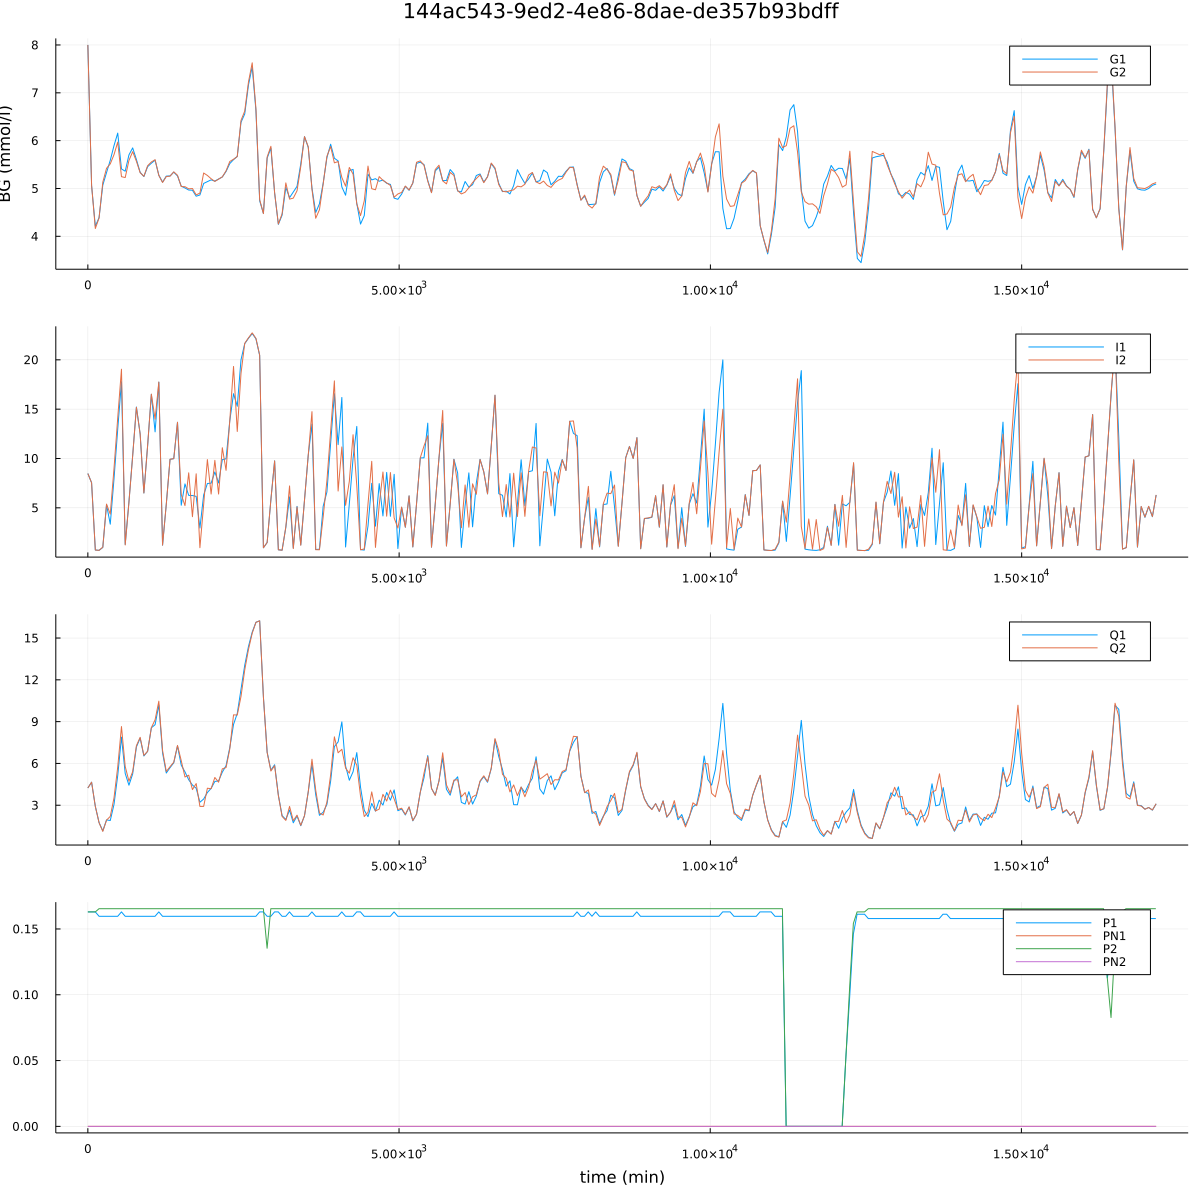 144ac543-9ed2-4e86-8dae-de357b93bdff
BG (mmol/l)
8
7
6
5
4
G1
G2
0 5.00×10³ 1.00×10⁴ 1.50×10⁴
20
15
10
5
I1
I2
0 5.00×10³ 1.00×10⁴ 1.50×10⁴
15
12
9
6
3
Q1
Q2
0 5.00×10³ 1.00×10⁴ 1.50×10⁴
0.15
0.10
0.05
0.00
P1
PN1
P2
PN2
0 5.00×10³ 1.00×10⁴ 1.50×10⁴
time (min)